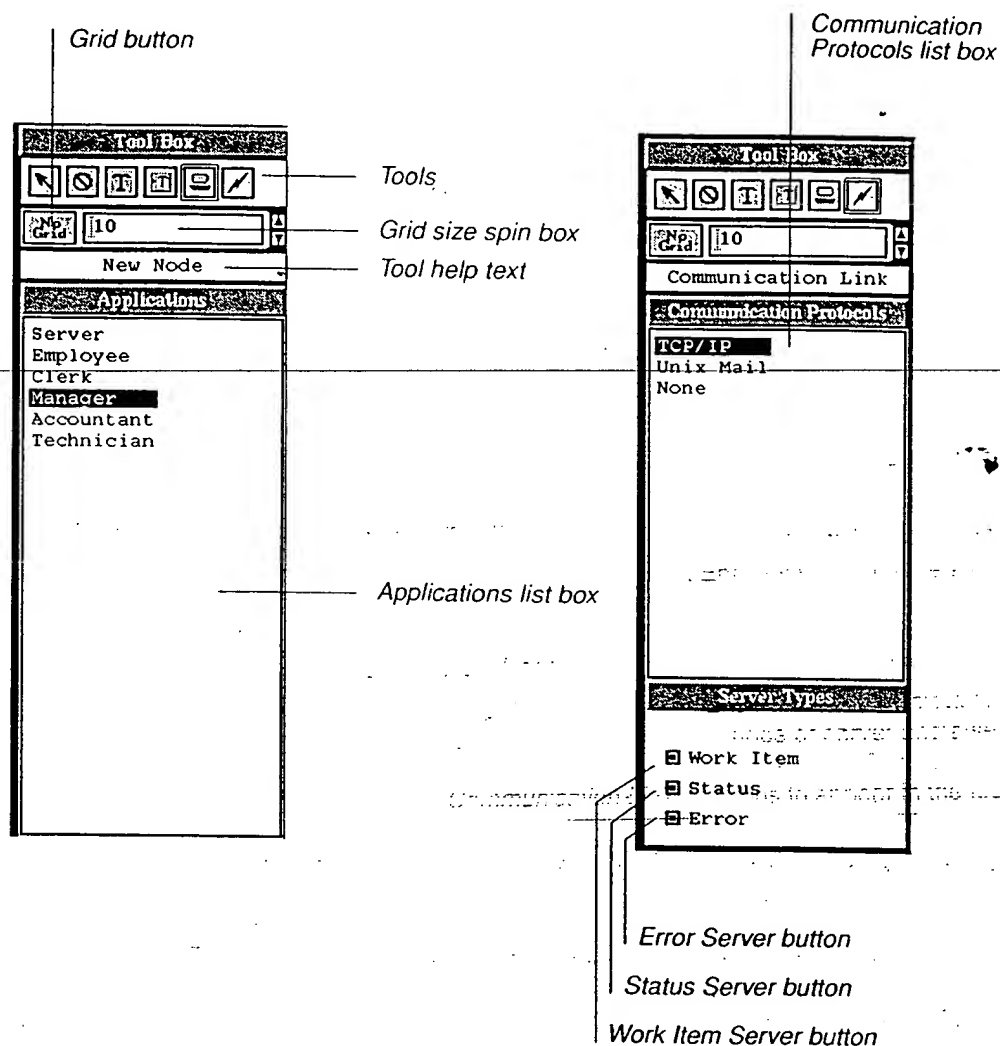 Grid button
Communication
Protocols list box
Tool Box
T
T
No
Grid
10
New Node
Applications
Server
Employee
Clerk
Manager
Accountant
Technician
Tools
Grid size spin box
Tool help text
Applications list box
Tool Box
T
T
No
Grid
10
Communication Link
Communication Protocols
TCP/IP
Unix Mail
None
Server Types
Work Item
Status
Error
Error Server button
Status Server button
Work Item Server button